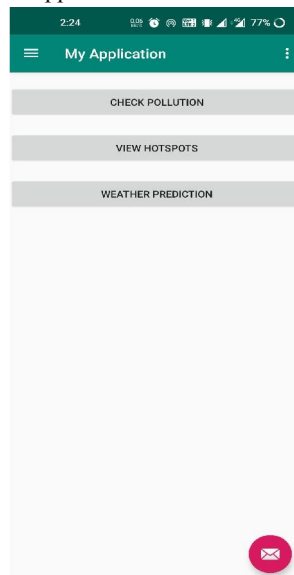 2:24 77%
My Application
CHECK POLLUTION
VIEW HOTSPOTS
WEATHER PREDICTION